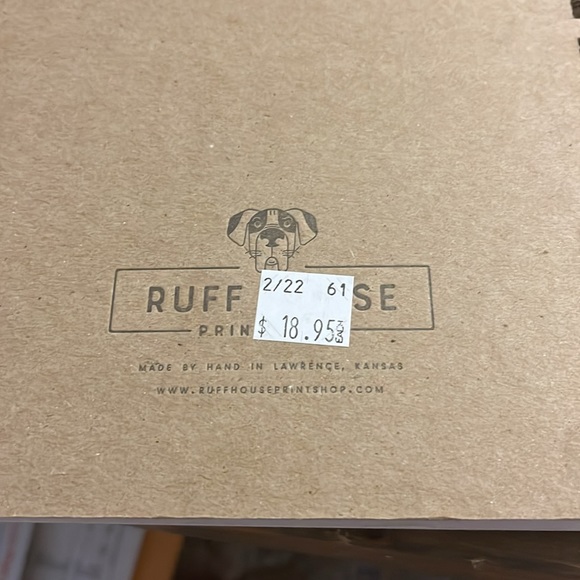 2/22 61
RUFF SE
$ 18.95
PRIN
MADE BY HAND IN LAWRENCE, KANSAS
WWW.RUFFHOUSEPRINTSHOP.COM